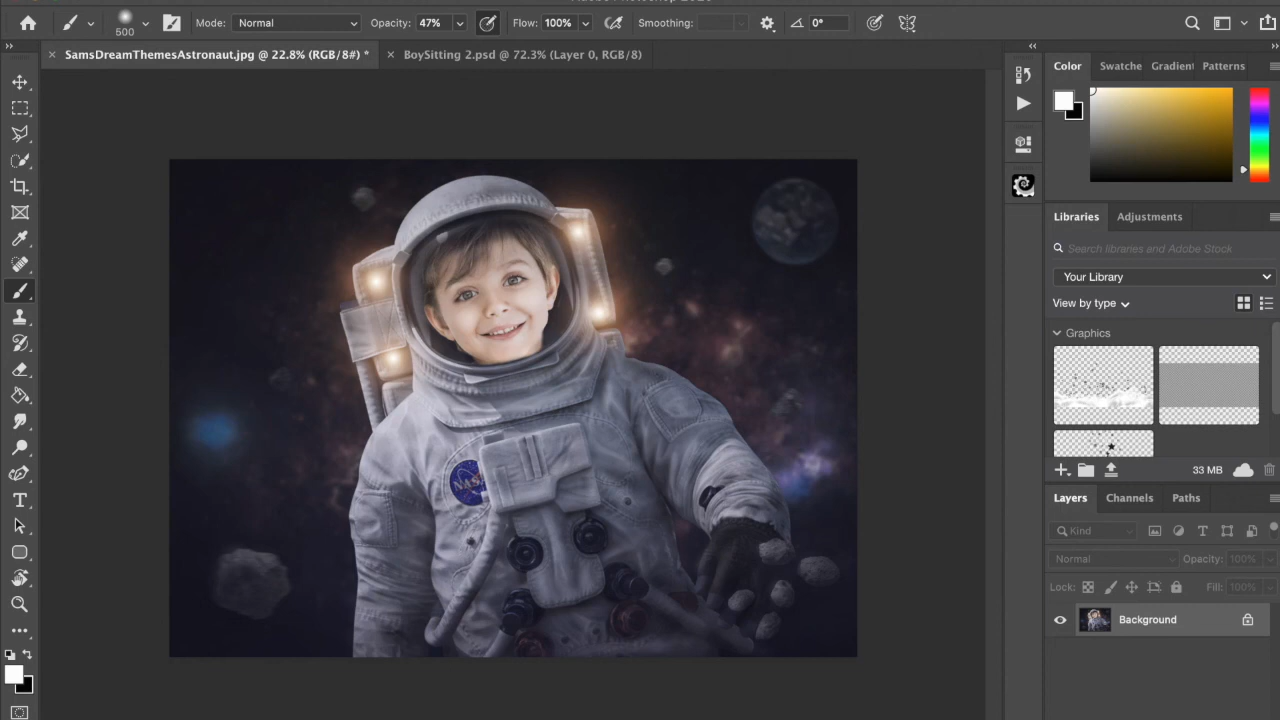 500
Mode: Normal
Opacity: 47%
Flow: 100%
Smoothing:
0°
× SamsDreamThemesAstronaut.jpg @ 22.8% (RGB/8#) *
× BoySitting 2.psd @ 72.3% (Layer 0, RGB/8)
Color Swatche Gradient Patterns
Libraries Adjustments
Search libraries and Adobe Stock
Your Library
View by type
Graphics
33 MB
Layers Channels Paths
Kind
Normal Opacity: 100%
Lock: Fill: 100%
Background
NAS